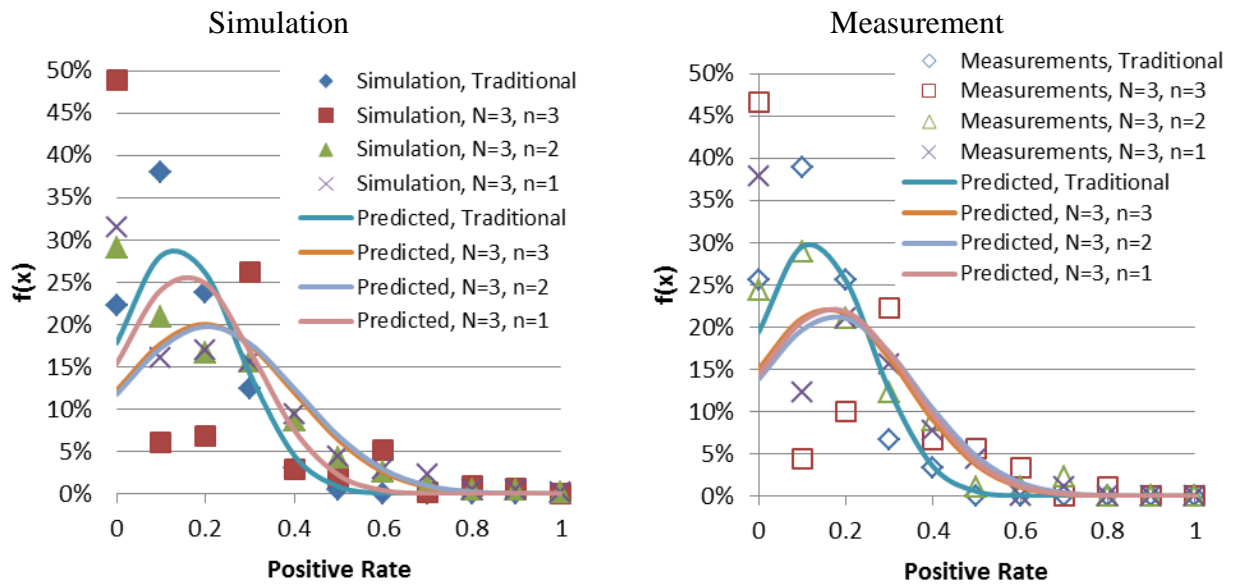 Simulation
50%
45%
40%
35%
30%
25%
20%
15%
10%
5%
0%
f(x)
0 0.2 0.4 0.6 0.8 1
Positive Rate
Simulation, Traditional
Simulation, N=3, n=3
Simulation, N=3, n=2
Simulation, N=3, n=1
Predicted, Traditional
Predicted, N=3, n=3
Predicted, N=3, n=2
Predicted, N=3, n=1
Measurement
50%
45%
40%
35%
30%
25%
20%
15%
10%
5%
0%
f(x)
0 0.2 0.4 0.6 0.8 1
Positive Rate
Measurements, Traditional
Measurements, N=3, n=3
Measurements, N=3, n=2
Measurements, N=3, n=1
Predicted, Traditional
Predicted, N=3, n=3
Predicted, N=3, n=2
Predicted, N=3, n=1